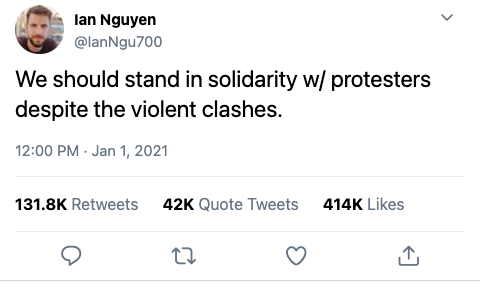 Ian Nguyen
@IanNgu700
We should stand in solidarity w/ protesters
despite the violent clashes.
12:00 PM · Jan 1, 2021
131.8K Retweets 42K Quote Tweets 414K Likes